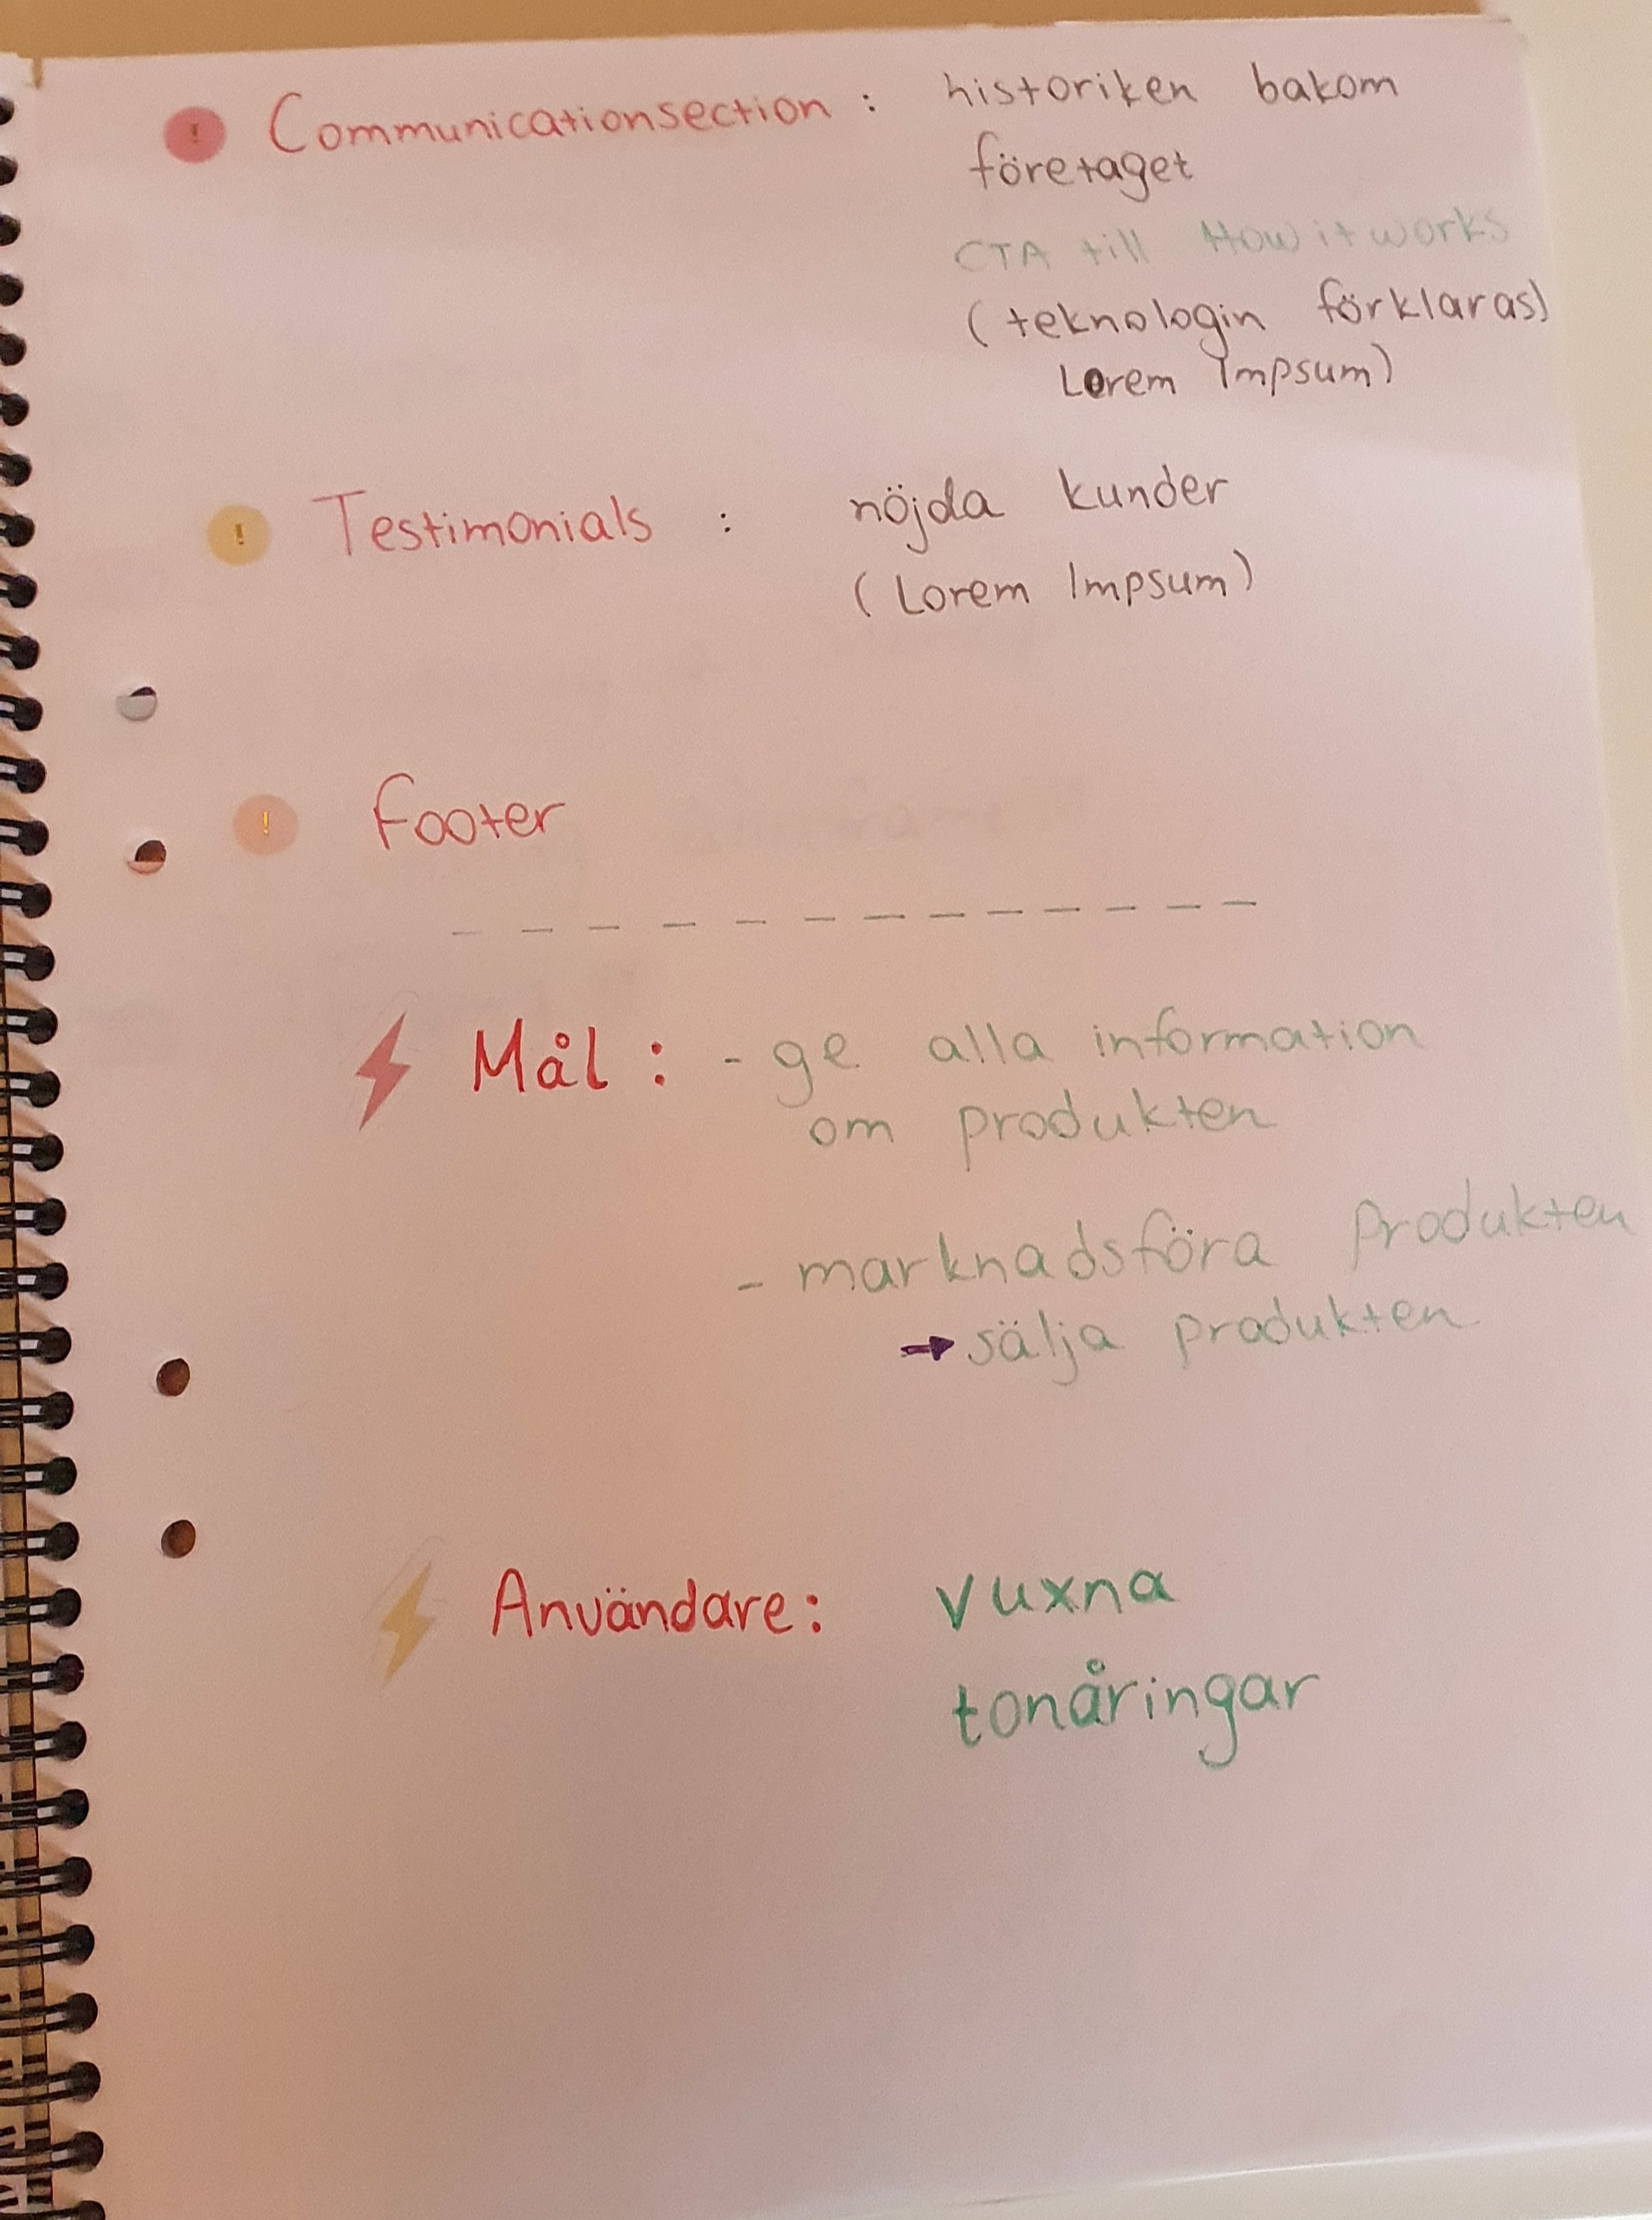 ! Communicationsection : historiken bakom
företaget
CTA till How it works
(teknologin förklaras)
Lorem Impsum)
! Testimonials : nöjda kunder
(Lorem Impsum)
! Footer
Mål : - ge alla information
om produkten
- marknadsföra produkten
→ sälja produkten
Användare: vuxna
tonåringar